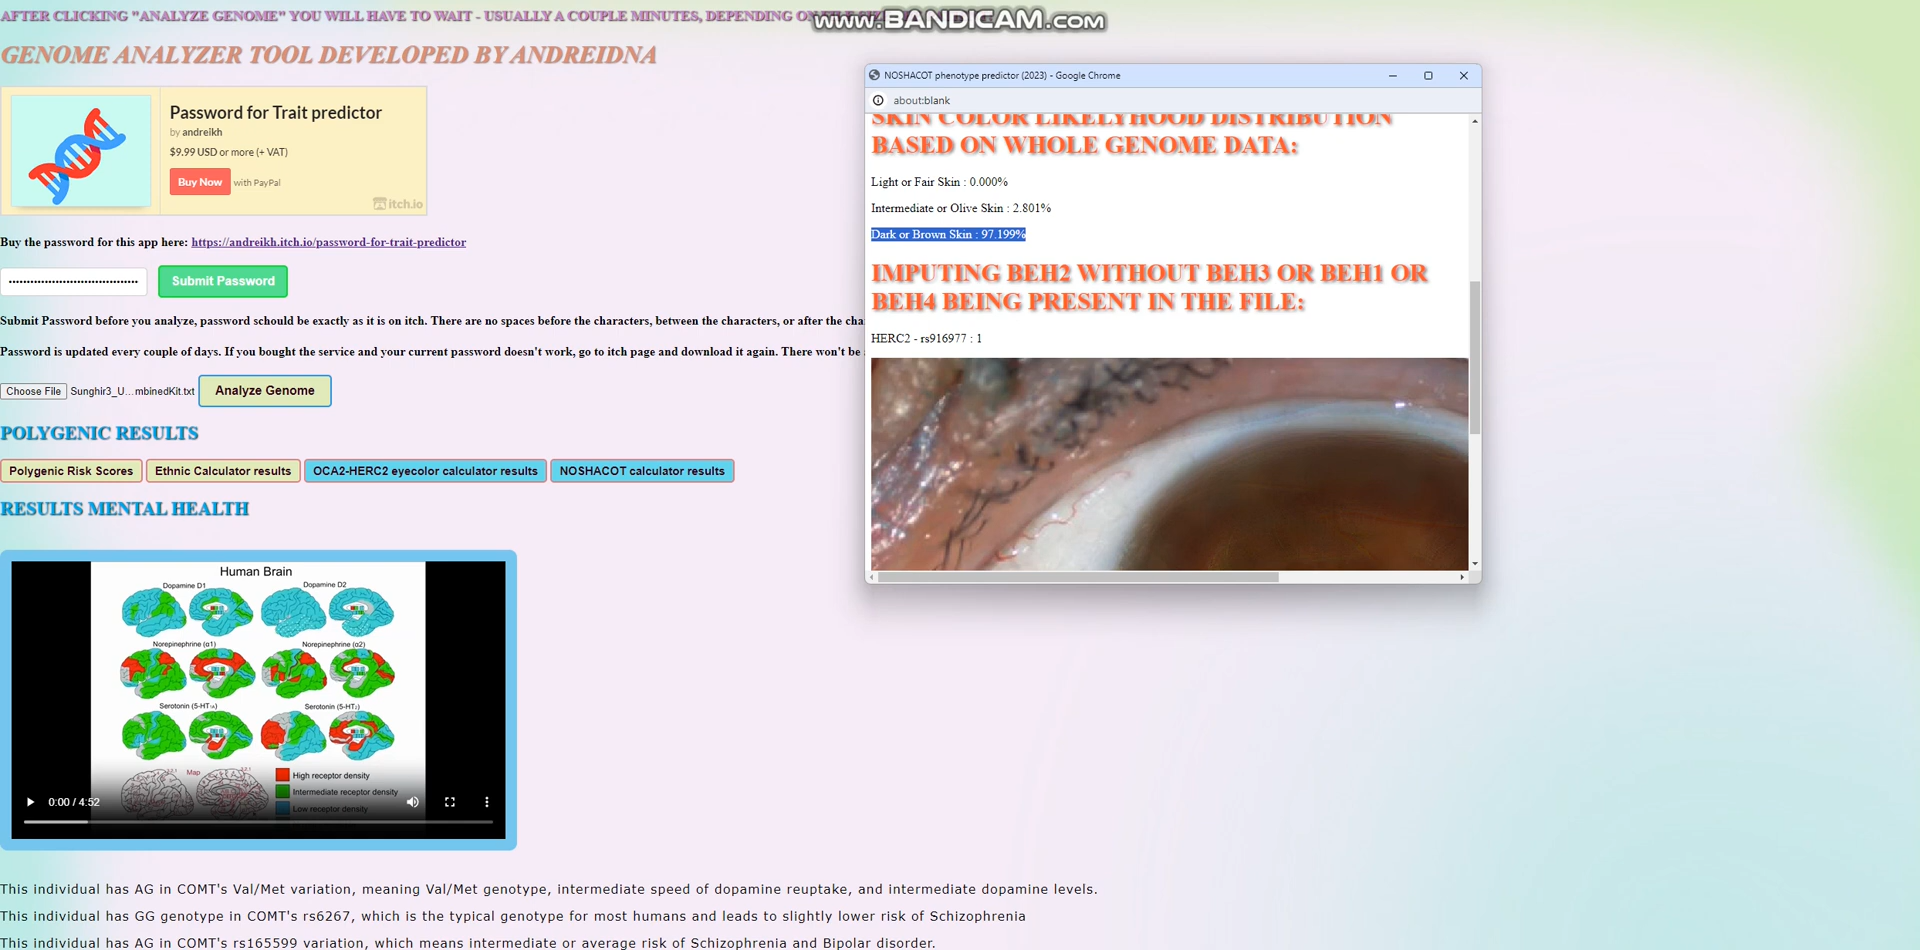 AFTER CLICKING "ANALYZE GENOME" YOU WILL HAVE TO WAIT - USUALLY A COUPLE MINUTES, DEPENDING ON
www.BANDICAM.com
GENOME ANALYZER TOOL DEVELOPED BY ANDREIDNA
Password for Trait predictor
by andreikh
$9.99 USD or more (+ VAT)
Buy Now with PayPal
itch.io
Buy the password for this app here: https://andreikh.itch.io/password-for-trait-predictor
Submit Password
Submit Password before you analyze, password schould be exactly as it is on itch. There are no spaces before the characters, between the characters, or after the cha
Password is updated every couple of days. If you bought the service and your current password doesn't work, go to itch page and download it again. There won't be
Choose File Sunghir3_U...mbinedKit.txt Analyze Genome
POLYGENIC RESULTS
Polygenic Risk Scores Ethnic Calculator results OCA2-HERC2 eyecolor calculator results NOSHACOT calculator results
RESULTS MENTAL HEALTH
Human Brain
Dopamine D1 Dopamine D2
Norepinephrine (α1) Norepinephrine (α2)
Serotonin (5-HT1A) Serotonin (5-HT2)
Map
High receptor density
Intermediate receptor density
Low receptor density
0:00 / 4:52
This individual has AG in COMT's Val/Met variation, meaning Val/Met genotype, intermediate speed of dopamine reuptake, and intermediate dopamine levels.
This individual has GG genotype in COMT's rs6267, which is the typical genotype for most humans and leads to slightly lower risk of Schizophrenia
This individual has AG in COMT's rs165599 variation, which means intermediate or average risk of Schizophrenia and Bipolar disorder.
NOSHACOT phenotype predictor (2023) - Google Chrome
about:blank
SKIN COLOR LIKELYHOOD DISTRIBUTION
BASED ON WHOLE GENOME DATA:
Light or Fair Skin : 0.000%
Intermediate or Olive Skin : 2.801%
Dark or Brown Skin : 97.199%
IMPUTING BEH2 WITHOUT BEH3 OR BEH1 OR
BEH4 BEING PRESENT IN THE FILE:
HERC2 - rs916977 : 1